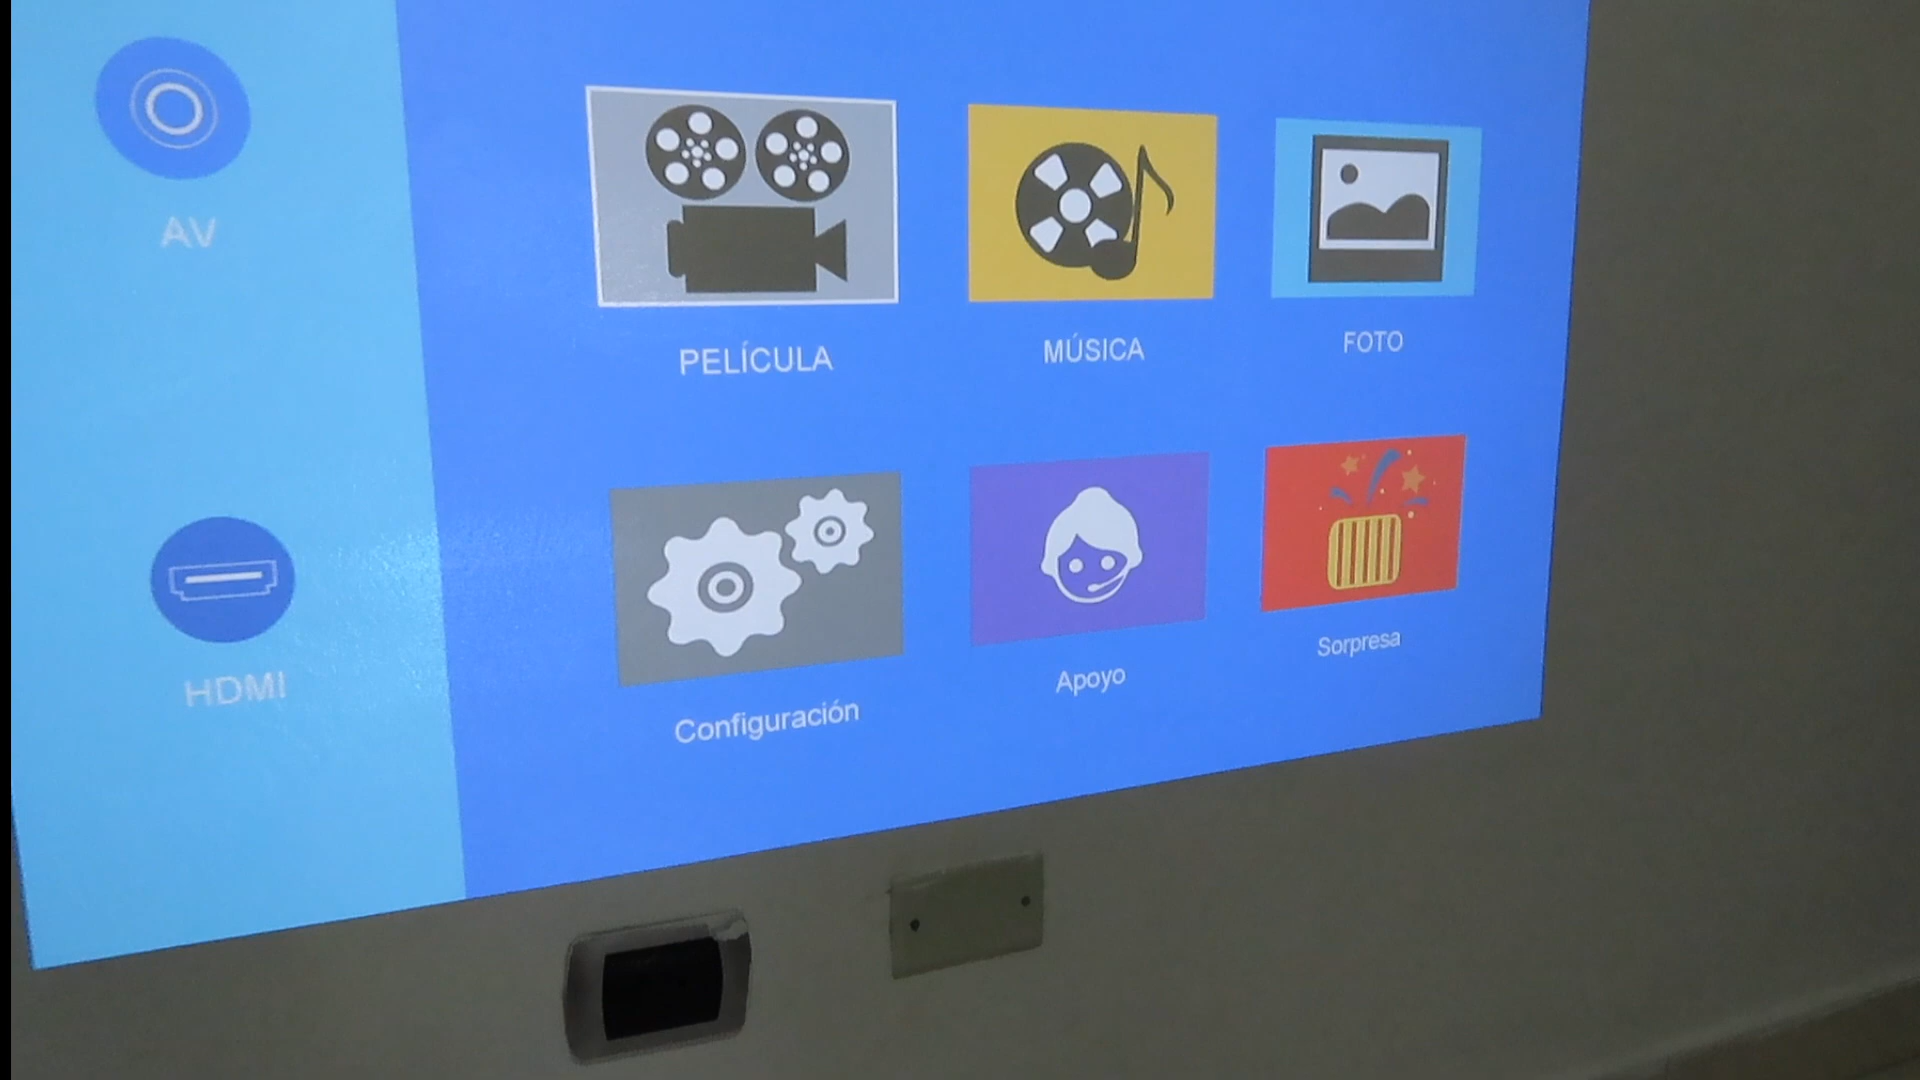 AV
HDMI
PELÍCULA
MÚSICA
FOTO
Configuración
Apoyo
Sorpresa